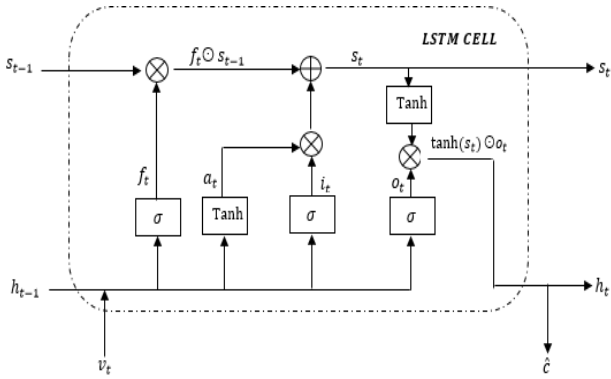 LSTM CELL
s_{t-1}
f_t ⊙ s_{t-1}
s_t
s_t
Tanh
tanh(s_t) ⊙ o_t
f_t
a_t
i_t
o_t
σ
Tanh
σ
σ
h_{t-1}
h_t
v_t
ĉ